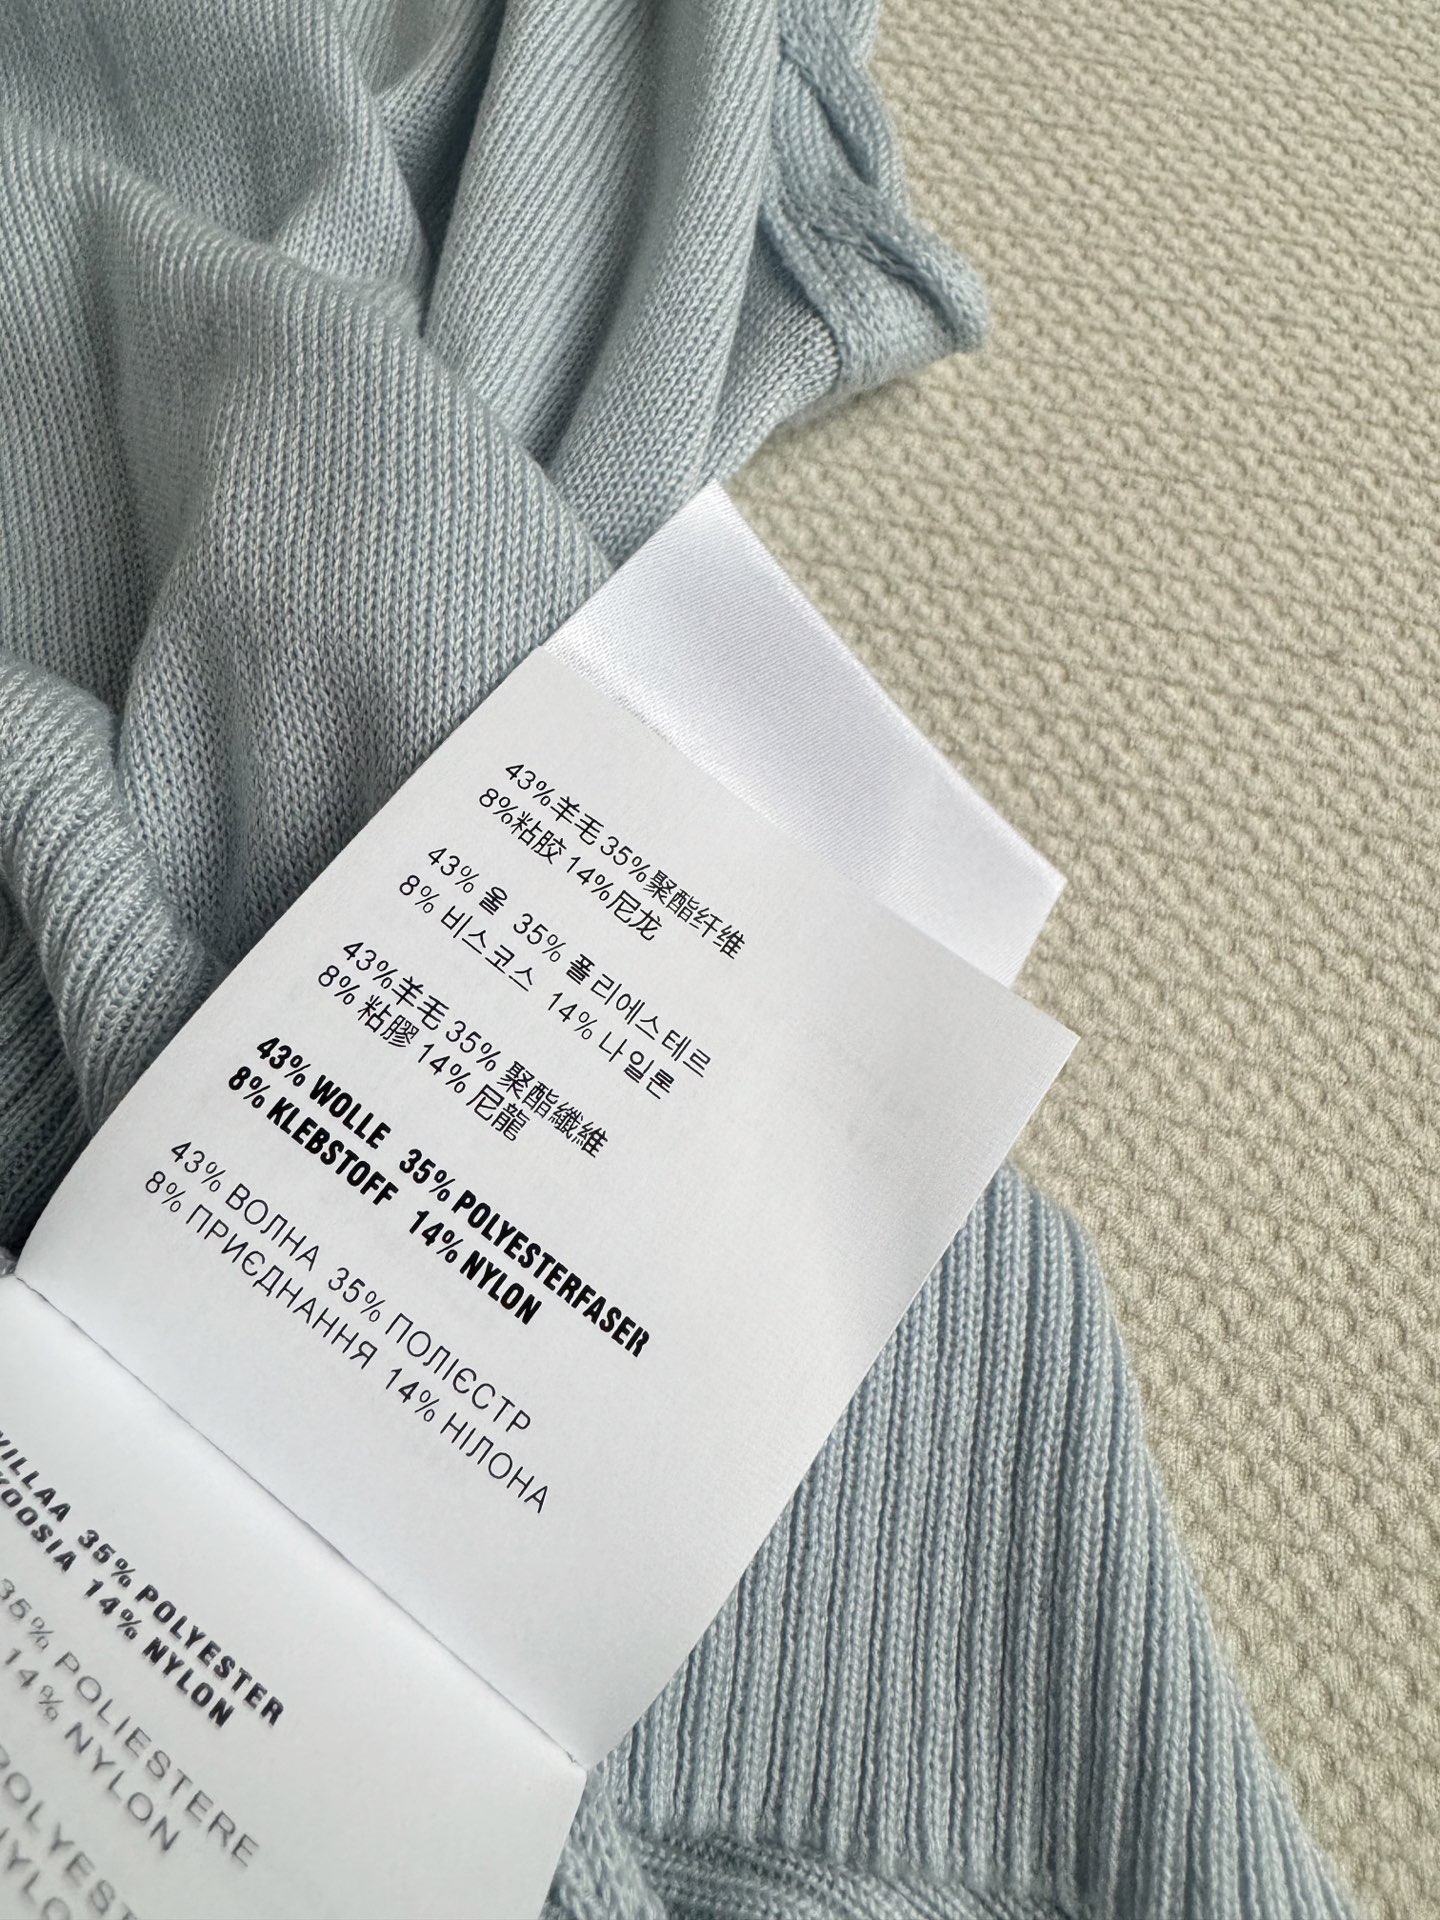 43%羊毛 35%聚酯纤维
8%粘胶 14%尼龙
43% 울 35% 폴리에스테르
8% 비스코스 14% 나일론
43%羊毛 35% 聚酯纖維
8% 粘膠 14% 尼龍
43% WOLLE 35% POLYESTERFASER
8% KLEBSTOFF 14% NYLON
43% ВОЛНА 35% ПОЛІЄСТР
8% ПРИЄДНАННЯ 14% НІЛОНА
VILLAA 35% POLYESTER
KOOSIA 14% NYLON
35% POLIESTERE
14% NYLON